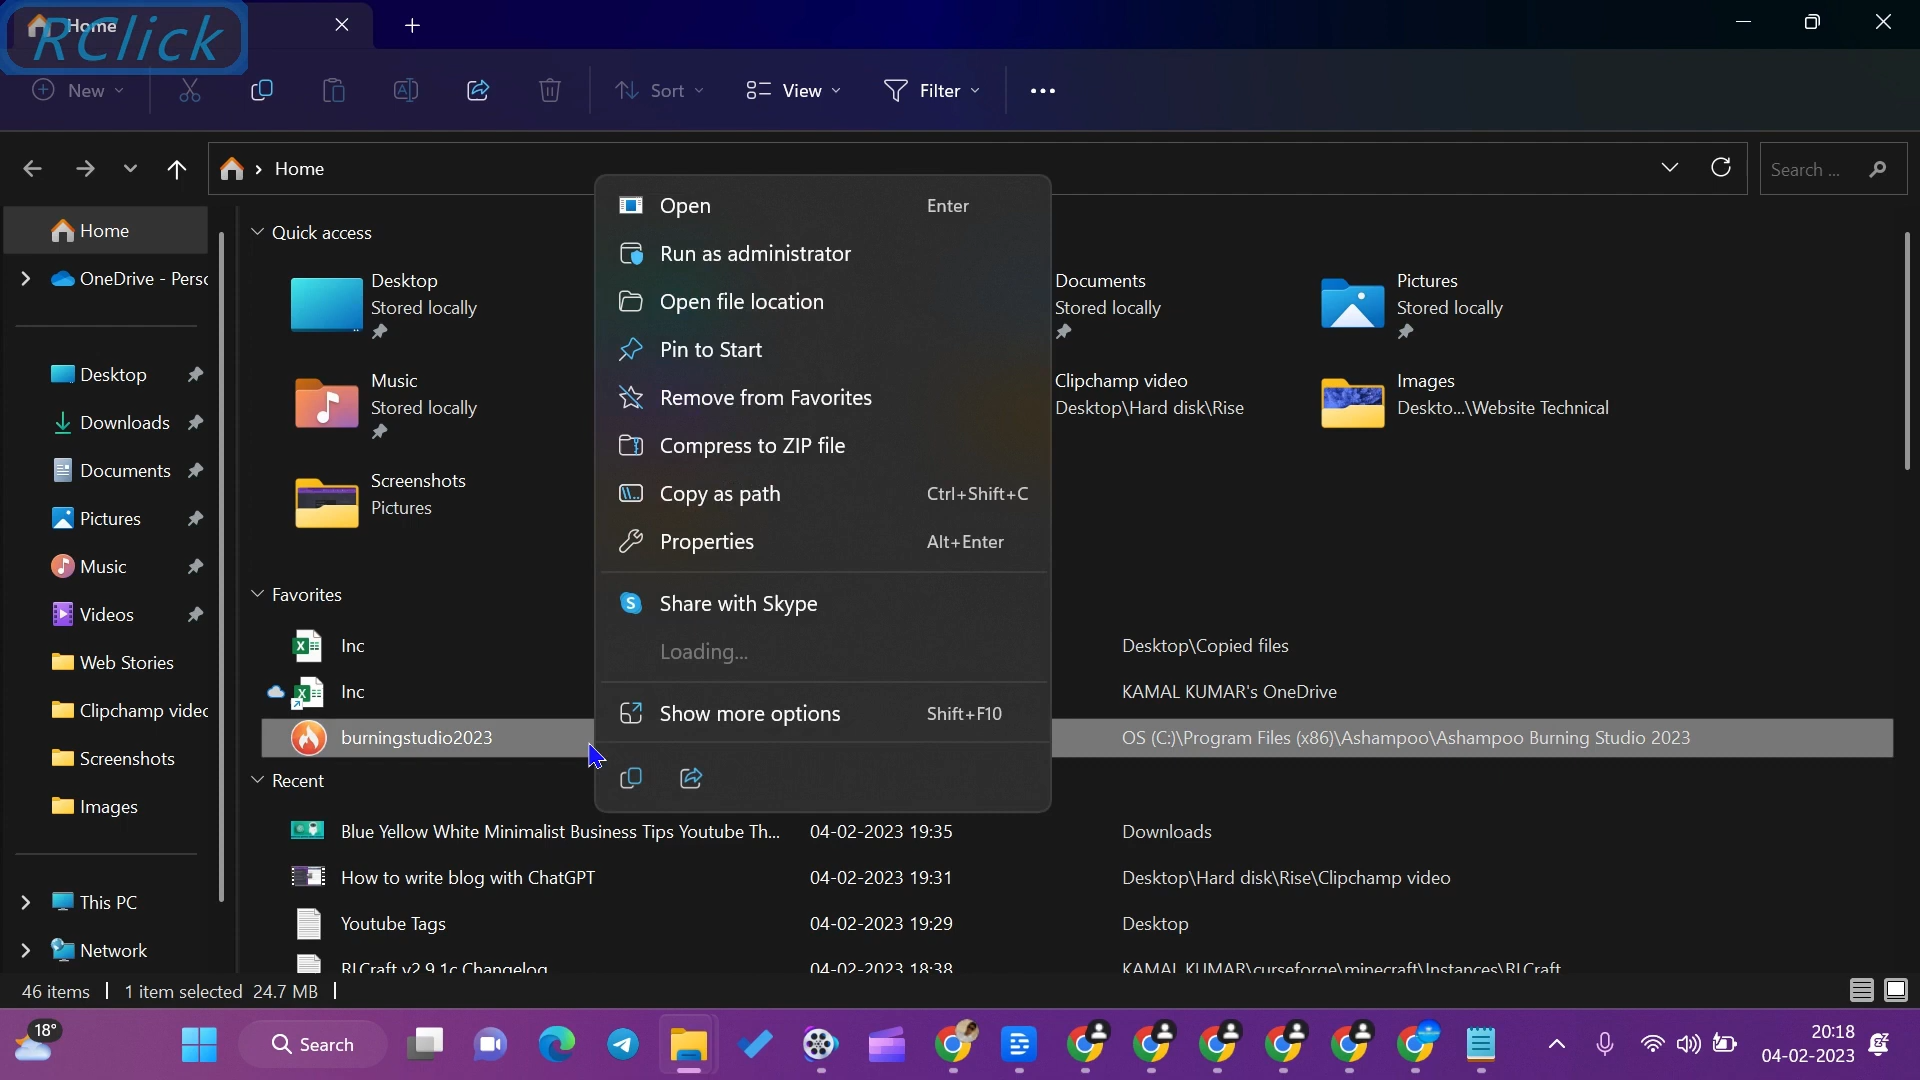 RClick
Home
New
Sort
View
Filter
Home
Search ...
Home
OneDrive - Perso
Desktop
Downloads
Documents
Pictures
Music
Videos
Web Stories
Clipchamp videc
Screenshots
Images
This PC
Network
Quick access
Desktop
Stored locally
Music
Stored locally
Screenshots
Pictures
Documents
Stored locally
Clipchamp video
Desktop\Hard disk\Rise
Pictures
Stored locally
Images
Deskto...\Website Technical
Open Enter
Run as administrator
Open file location
Pin to Start
Remove from Favorites
Compress to ZIP file
Copy as path Ctrl+Shift+C
Properties Alt+Enter
Share with Skype
Loading...
Show more options Shift+F10
Favorites
Inc Desktop\Copied files
Inc KAMAL KUMAR's OneDrive
burningstudio2023 OS (C:)\Program Files (x86)\Ashampoo\Ashampoo Burning Studio 2023
Recent
Blue Yellow White Minimalist Business Tips Youtube Th... 04-02-2023 19:35 Downloads
How to write blog with ChatGPT 04-02-2023 19:31 Desktop\Hard disk\Rise\Clipchamp video
Youtube Tags 04-02-2023 19:29 Desktop
RLCraft v2.9.1c Changelog 04-02-2023 18:38 KAMAL KUMAR\curseforge\minecraft\Instances\RLCraft
46 items 1 item selected 24.7 MB
18°
Search
20:18
04-02-2023